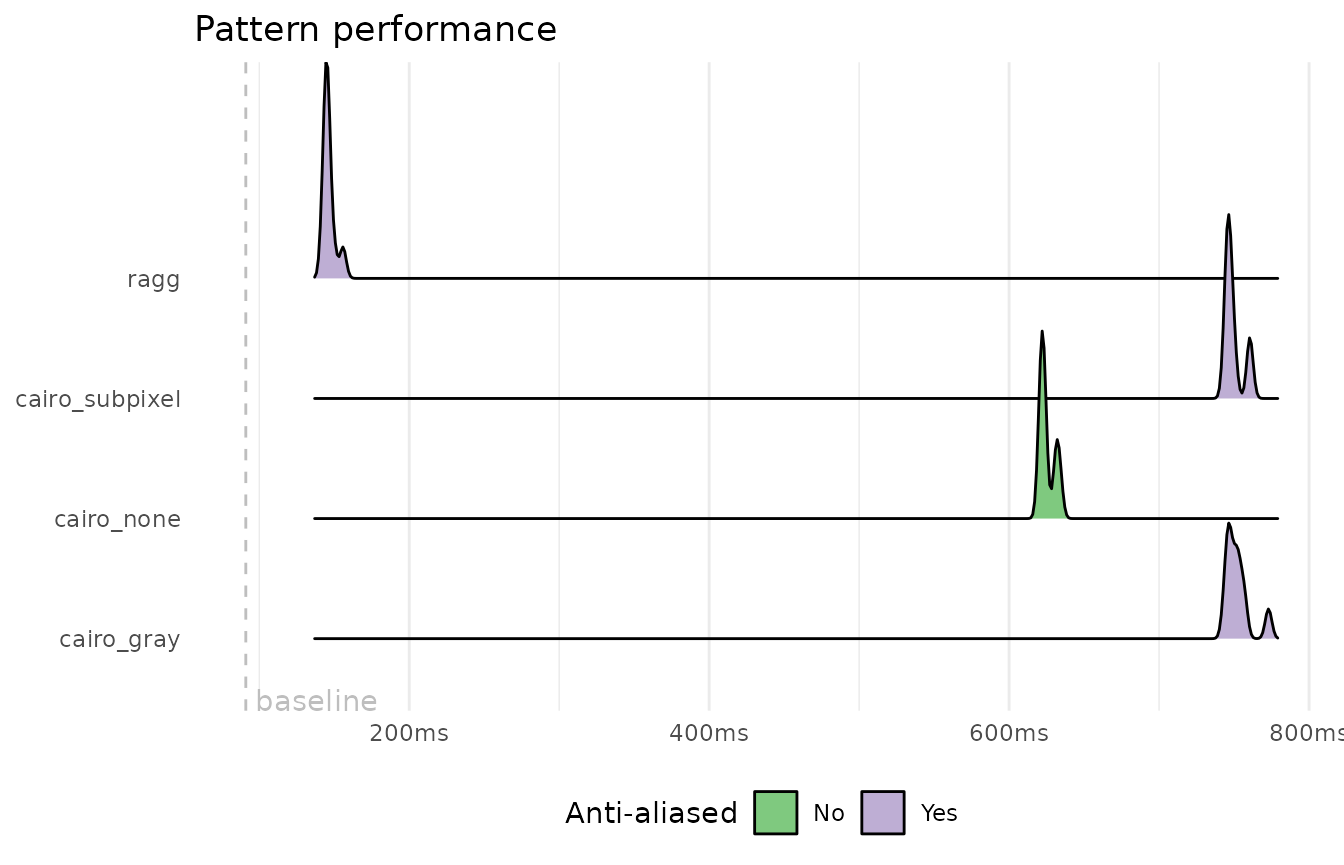 Pattern performance
ragg
cairo_subpixel
cairo_none
cairo_gray
baseline
200ms 400ms 600ms 800ms
Anti-aliased No Yes